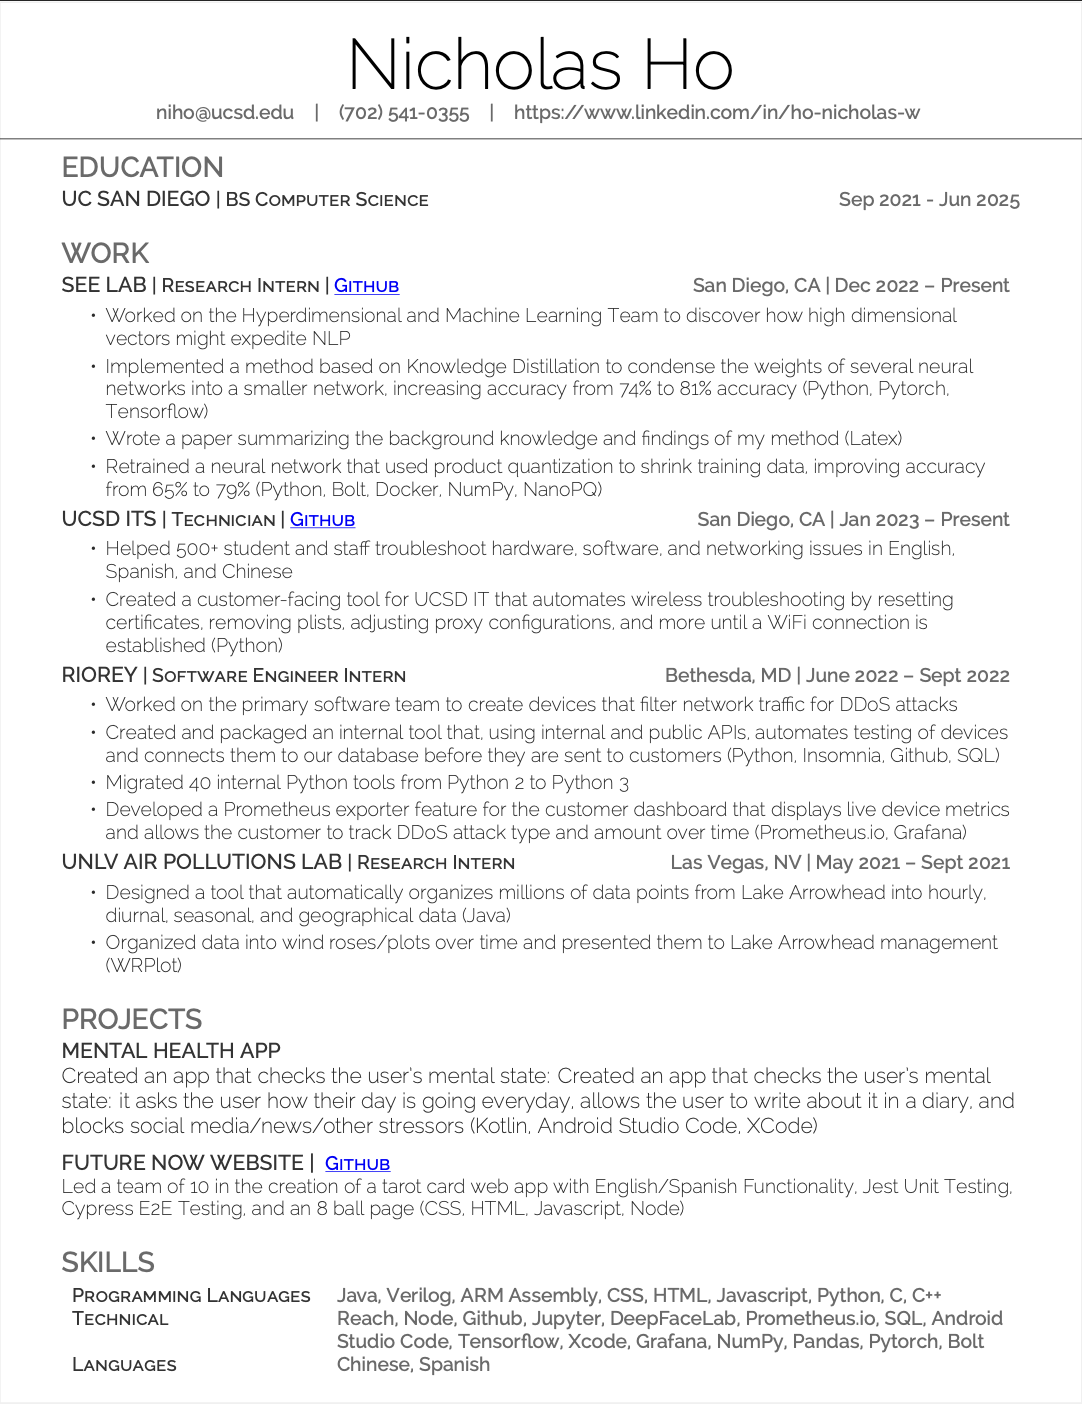 Nicholas Ho
niho@ucsd.edu | (702) 541-0355 | https://www.linkedin.com/in/ho-nicholas-w
EDUCATION
UC SAN DIEGO | BS Computer Science Sep 2021 - Jun 2025
WORK
SEE LAB | Research Intern | Github San Diego, CA | Dec 2022 – Present
• Worked on the Hyperdimensional and Machine Learning Team to discover how high dimensional
vectors might expedite NLP
• Implemented a method based on Knowledge Distillation to condense the weights of several neural
networks into a smaller network, increasing accuracy from 74% to 81% accuracy (Python, Pytorch,
Tensorflow)
• Wrote a paper summarizing the background knowledge and findings of my method (Latex)
• Retrained a neural network that used product quantization to shrink training data, improving accuracy
from 65% to 79% (Python, Bolt, Docker, NumPy, NanoPQ)
UCSD ITS | Technician | Github San Diego, CA | Jan 2023 – Present
• Helped 500+ student and staff troubleshoot hardware, software, and networking issues in English,
Spanish, and Chinese
• Created a customer-facing tool for UCSD IT that automates wireless troubleshooting by resetting
certificates, removing plists, adjusting proxy configurations, and more until a WiFi connection is
established (Python)
RIOREY | Software Engineer Intern Bethesda, MD | June 2022 – Sept 2022
• Worked on the primary software team to create devices that filter network traffic for DDoS attacks
• Created and packaged an internal tool that, using internal and public APIs, automates testing of devices
and connects them to our database before they are sent to customers (Python, Insomnia, Github, SQL)
• Migrated 40 internal Python tools from Python 2 to Python 3
• Developed a Prometheus exporter feature for the customer dashboard that displays live device metrics
and allows the customer to track DDoS attack type and amount over time (Prometheus.io, Grafana)
UNLV AIR POLLUTIONS LAB | Research Intern Las Vegas, NV | May 2021 – Sept 2021
• Designed a tool that automatically organizes millions of data points from Lake Arrowhead into hourly,
diurnal, seasonal, and geographical data (Java)
• Organized data into wind roses/plots over time and presented them to Lake Arrowhead management
(WRPlot)
PROJECTS
MENTAL HEALTH APP
Created an app that checks the user's mental state: Created an app that checks the user's mental
state: it asks the user how their day is going everyday, allows the user to write about it in a diary, and
blocks social media/news/other stressors (Kotlin, Android Studio Code, XCode)
FUTURE NOW WEBSITE | Github
Led a team of 10 in the creation of a tarot card web app with English/Spanish Functionality, Jest Unit Testing,
Cypress E2E Testing, and an 8 ball page (CSS, HTML, Javascript, Node)
SKILLS
Programming Languages Java, Verilog, ARM Assembly, CSS, HTML, Javascript, Python, C, C++
Technical Reach, Node, Github, Jupyter, DeepFaceLab, Prometheus.io, SQL, Android
Studio Code, Tensorflow, Xcode, Grafana, NumPy, Pandas, Pytorch, Bolt
Languages Chinese, Spanish